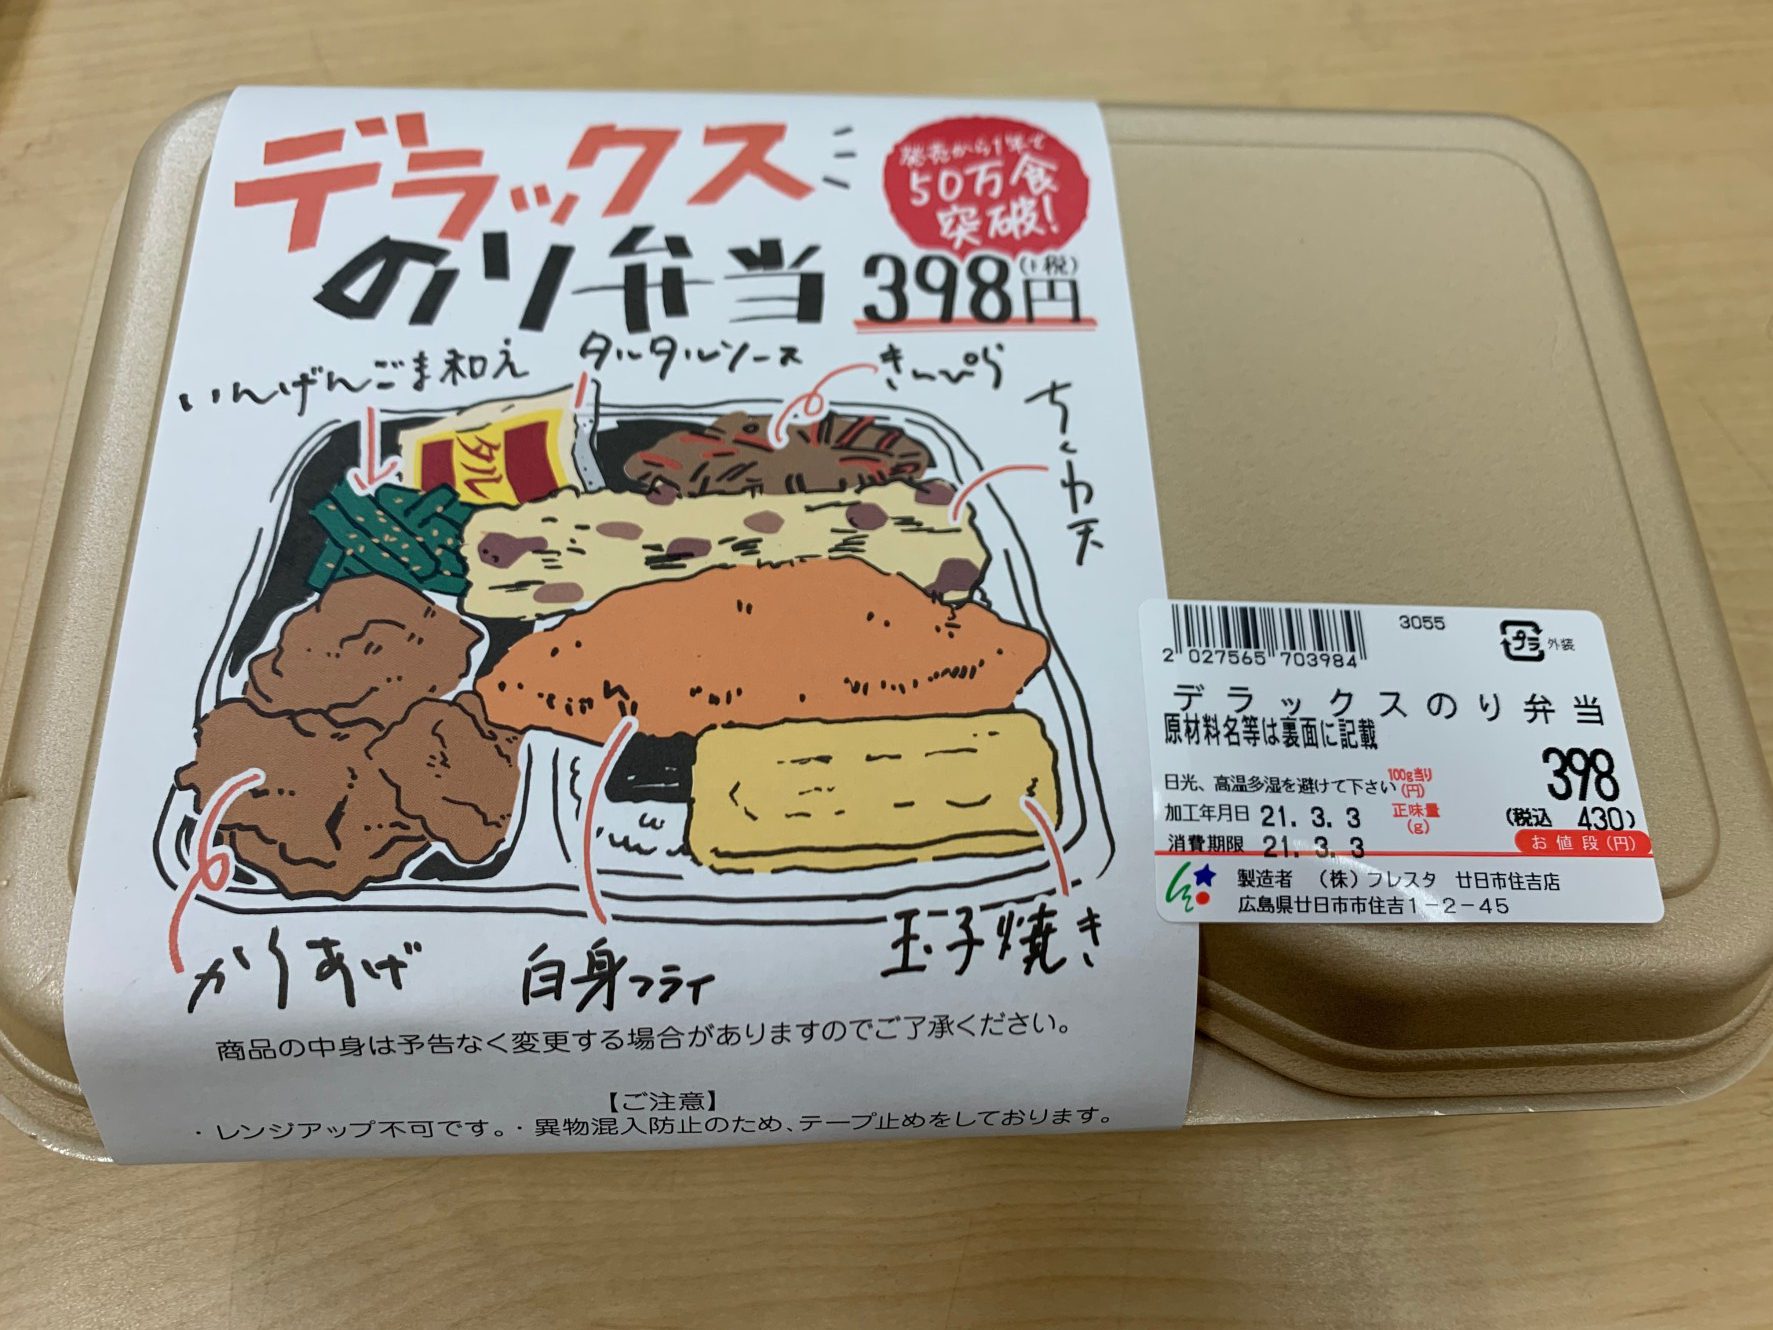 デラックス
のり弁当
発売から1年で
50万食
突破!
398円(+税)
いんげんごま和え
タルタルソース
きんぴら
ちくわ天
タル
からあげ
白身フライ
玉子焼き
商品の中身は予告なく変更する場合がありますのでご了承ください。
【ご注意】
・レンジアップ不可です。・異物混入防止のため、テープ止めをしております。
3055
2 027565 703984
プラ 外装
デラックスのり弁当
原材料名等は裏面に記載
日光、高温多湿を避けて下さい
100g当り(円)
398
加工年月日 21. 3. 3
正味量(g)
(税込 430)
消費期限 21. 3. 3
お値段(円)
製造者 (株)フレスタ 廿日市住吉店
広島県廿日市市住吉1-2-45